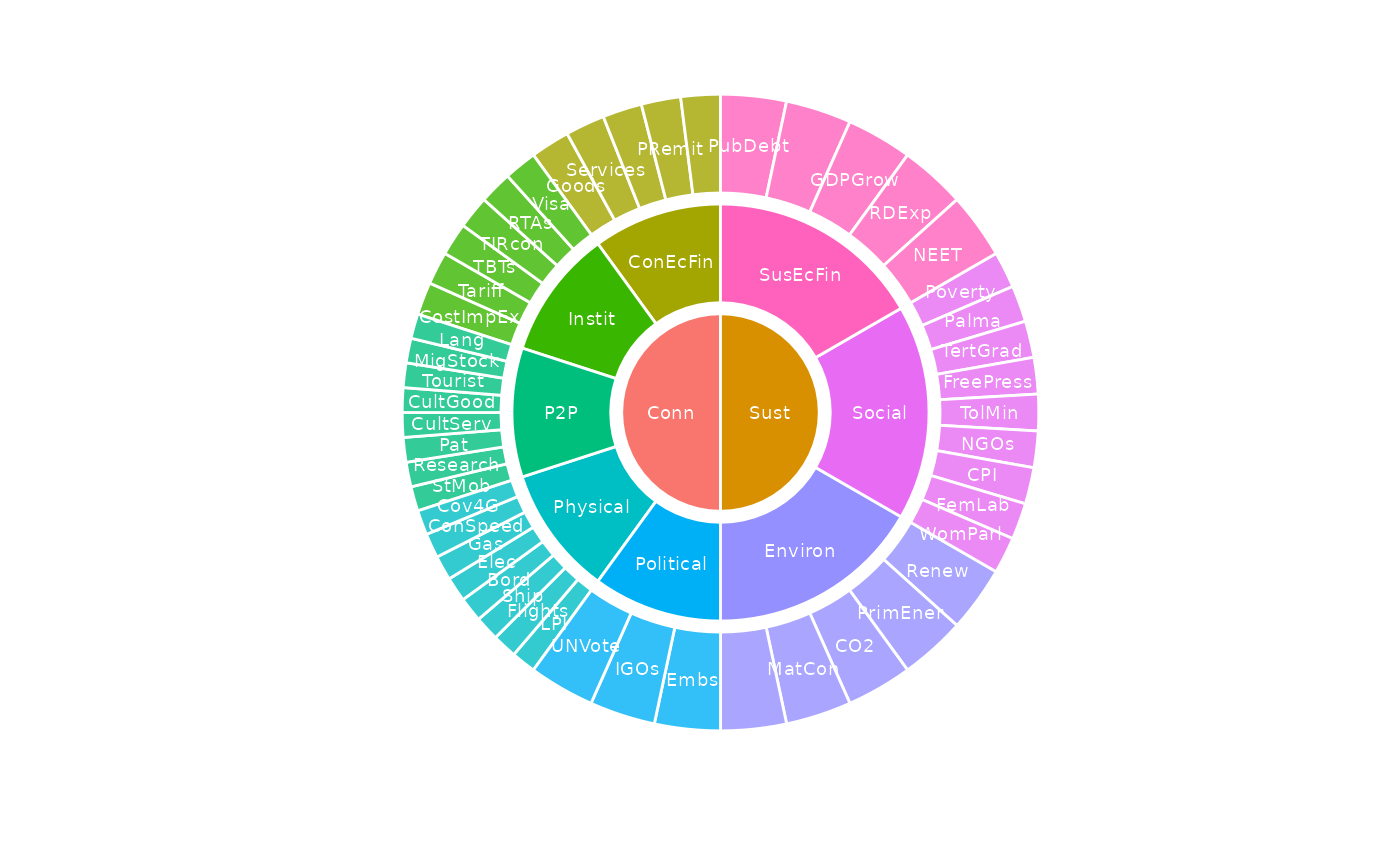 Conn
Sust
ConEcFin
Instit
P2P
Physical
Political
SusEcFin
Social
Environ
PRemit
Services
Goods
Visa
RTAs
TIRcon
TBTs
Tariff
CostImpEx
Lang
MigStock
Tourist
CultGood
CultServ
Pat
Research
StMob
Cov4G
ConSpeed
Gas
Elec
Bord
Ship
Flights
LPI
UNVote
IGOs
Embs
PubDebt
GDPGrow
RDExp
NEET
Poverty
Palma
TertGrad
FreePress
TolMin
NGOs
CPI
FemLab
WomParl
Renew
PrimEner
CO2
MatCon